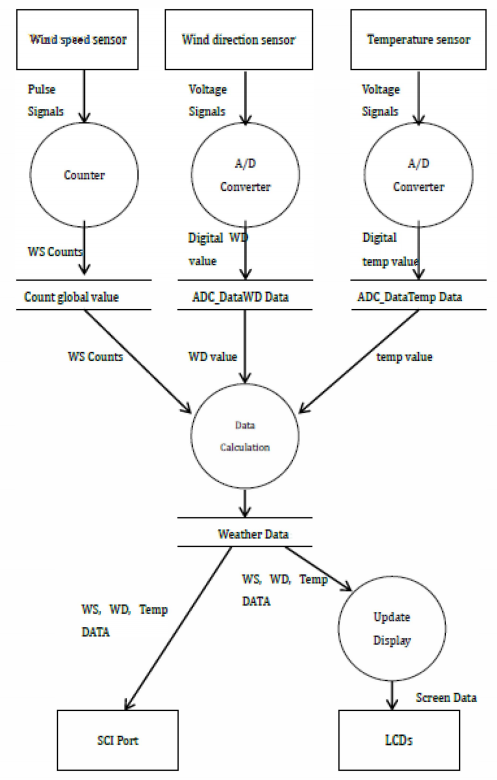 Wind speed sensor
Wind direction sensor
Temperature sensor
Pulse
Signals
Voltage
Signals
Voltage
Signals
Counter
A/D
Converter
A/D
Converter
WS Counts
Digital WD
value
Digital
temp value
Count global value
ADC_DataWD Data
ADC_DataTemp Data
WS Counts
WD value
temp value
Data
Calculation
Weather Data
WS, WD, Temp
DATA
WS, WD, Temp
DATA
Update
Display
Screen Data
SCI Port
LCDs